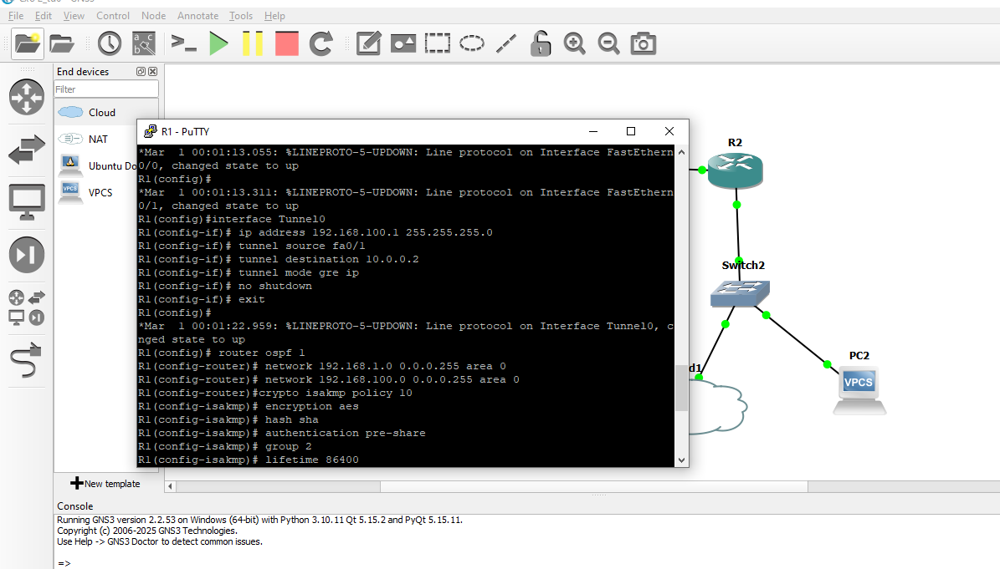 File Edit View Control Node Annotate Tools Help
End devices
Filter
Cloud
NAT
Ubuntu Do
VPCS
R1 - PuTTY
*Mar  1 00:01:13.055: %LINEPROTO-5-UPDOWN: Line protocol on Interface FastEthern
0/0, changed state to up
R1(config)#
*Mar  1 00:01:13.311: %LINEPROTO-5-UPDOWN: Line protocol on Interface FastEthern
0/1, changed state to up
R1(config)#interface Tunnel0
R1(config-if)# ip address 192.168.100.1 255.255.255.0
R1(config-if)# tunnel source fa0/1
R1(config-if)# tunnel destination 10.0.0.2
R1(config-if)# tunnel mode gre ip
R1(config-if)# no shutdown
R1(config-if)# exit
R1(config)#
*Mar  1 00:01:22.959: %LINEPROTO-5-UPDOWN: Line protocol on Interface Tunnel0, c
nged state to up
R1(config)# router ospf 1
R1(config-router)# network 192.168.1.0 0.0.0.255 area 0
R1(config-router)# network 192.168.100.0 0.0.0.255 area 0
R1(config-router)#crypto isakmp policy 10
R1(config-isakmp)# encryption aes
R1(config-isakmp)# hash sha
R1(config-isakmp)# authentication pre-share
R1(config-isakmp)# group 2
R1(config-isakmp)# lifetime 86400
R2
Switch2
d1
PC2
VPCS
New template
Console
Running GNS3 version 2.2.53 on Windows (64-bit) with Python 3.10.11 Qt 5.15.2 and PyQt 5.15.11.
Copyright (c) 2006-2025 GNS3 Technologies.
Use Help -> GNS3 Doctor to detect common issues.
=>